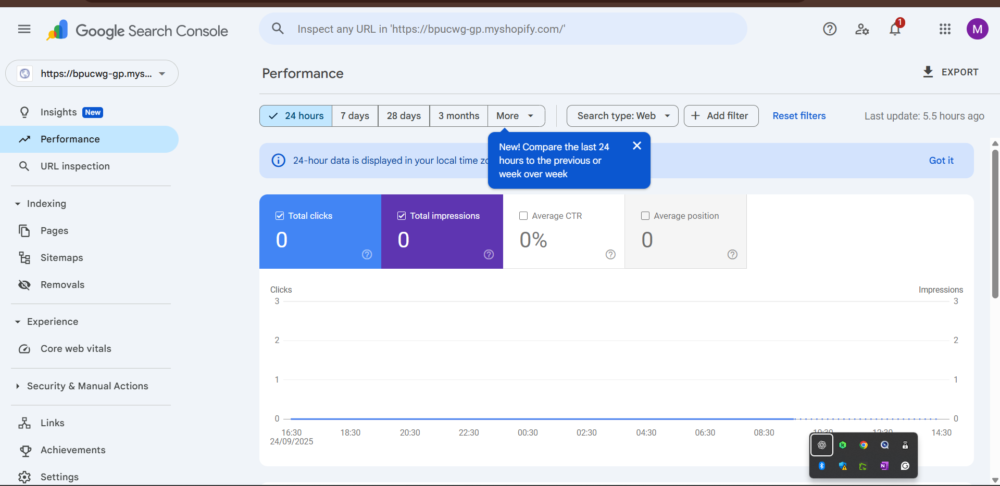 Google Search Console
Inspect any URL in 'https://bpucwg-gp.myshopify.com/'
1
M
https://bpucwg-gp.mys...
Performance
EXPORT
Insights New
Performance
URL inspection
Indexing
Pages
Sitemaps
Removals
Experience
Core web vitals
Security & Manual Actions
Links
Achievements
Settings
24 hours
7 days
28 days
3 months
More
Search type: Web
Add filter
Reset filters
Last update: 5.5 hours ago
24-hour data is displayed in your local time
Got it
New! Compare the last 24
hours to the previous or
week over week
Total clicks
0
Total impressions
0
Average CTR
0%
Average position
0
Clicks
Impressions
3
3
2
2
1
1
0
0
16:30
24/09/2025
18:30
20:30
22:30
00:30
02:30
04:30
06:30
08:30
14:30